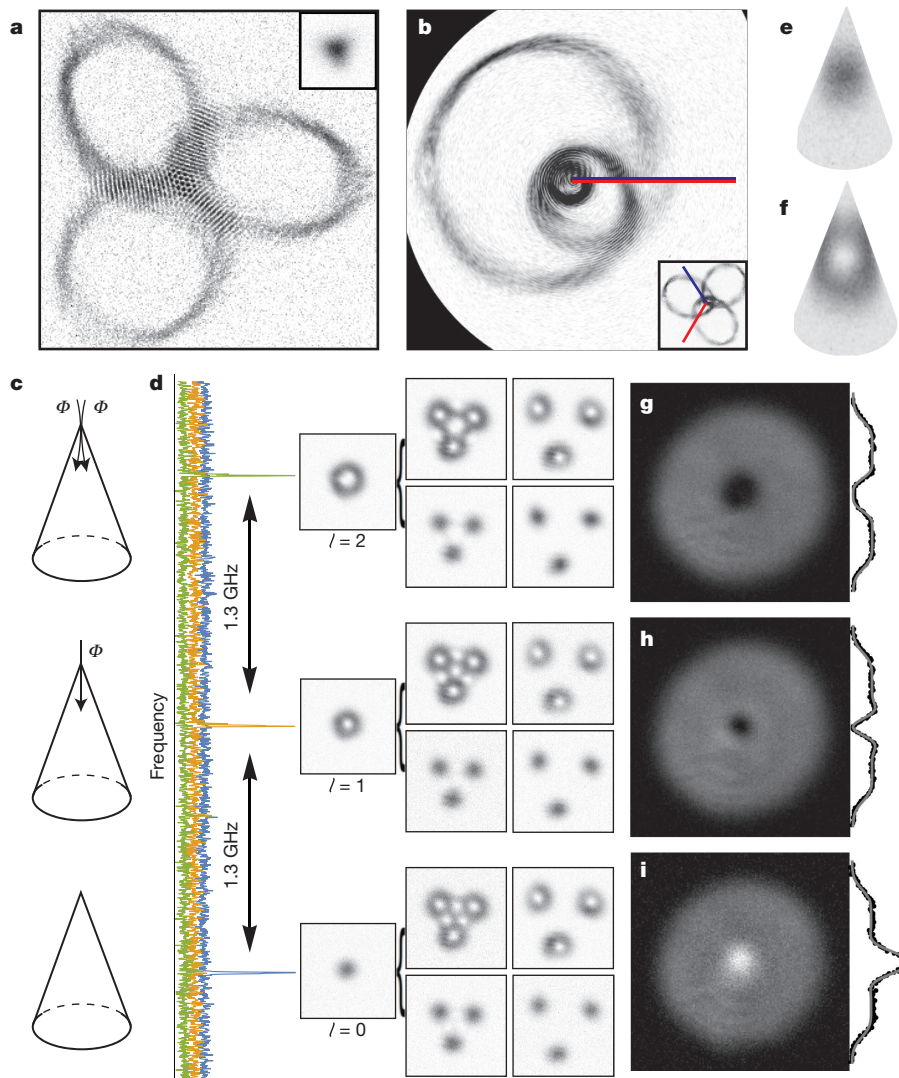 a
b
e
f
c
d
g
Φ Φ
l = 2
1.3 GHz
h
Φ
Frequency
l = 1
1.3 GHz
i
l = 0